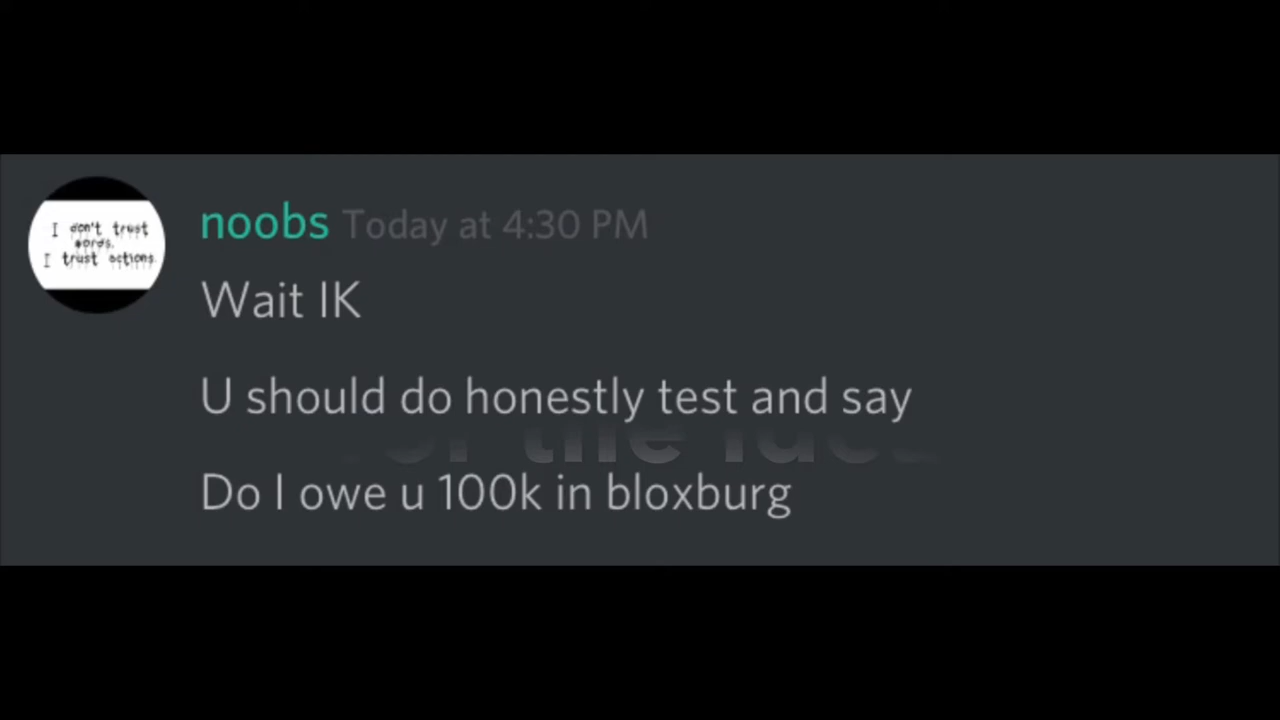 noobs Today at 4:30 PM
I don't trust
words.
I trust actions.
Wait IK
U should do honestly test and say
Do I owe u 100k in bloxburg